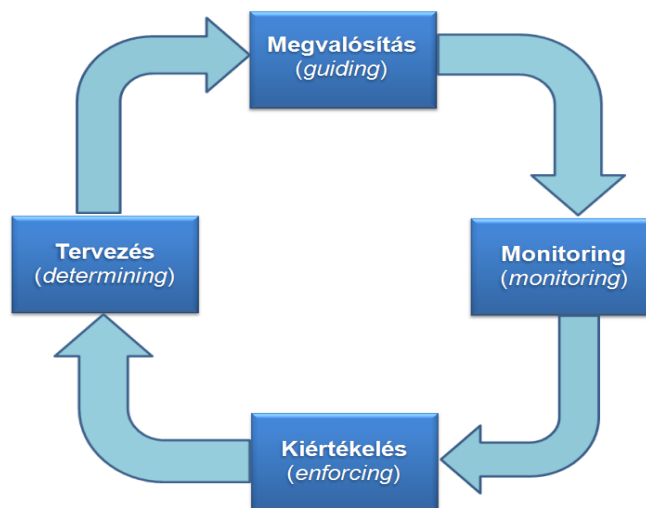 Megvalósítás
(guiding)
Tervezés
(determining)
Monitoring
(monitoring)
Kiértékelés
(enforcing)